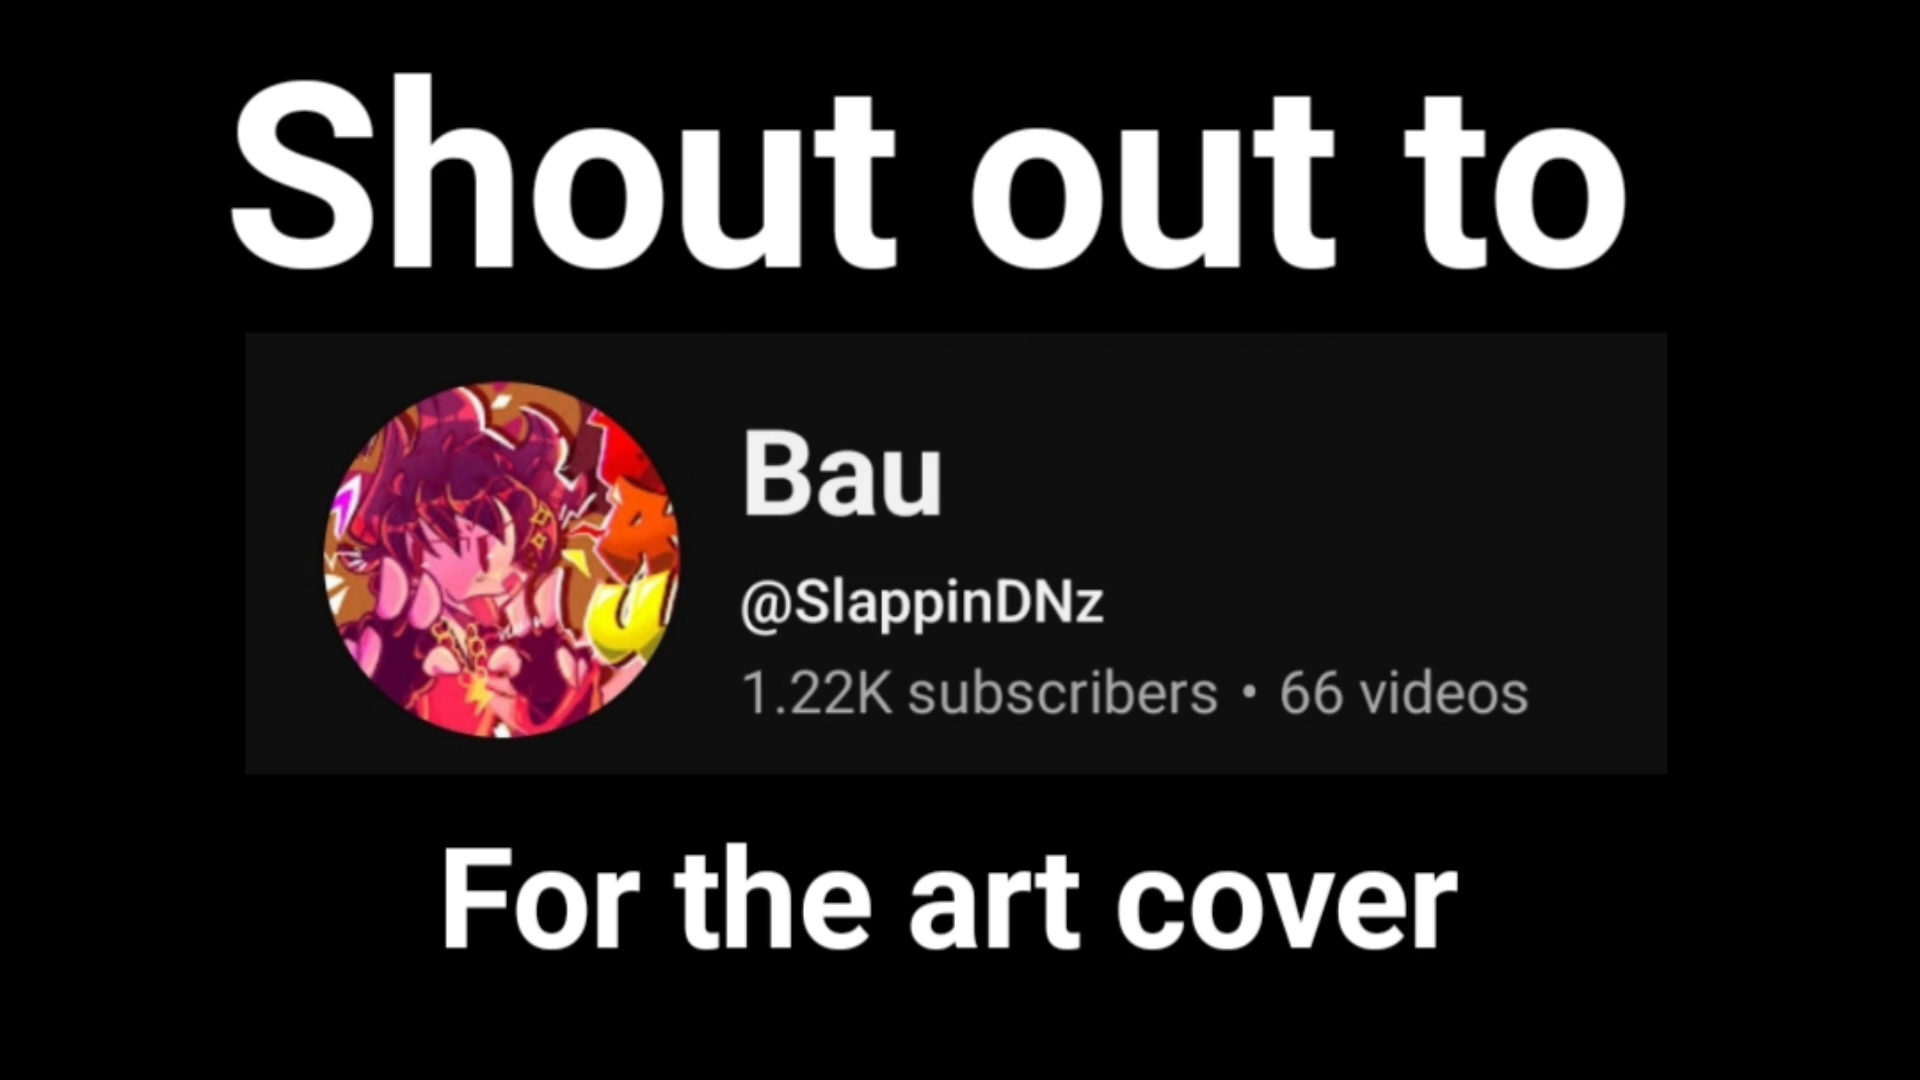 Shout out to
Bau
@SlappinDNz
1.22K subscribers • 66 videos
For the art cover